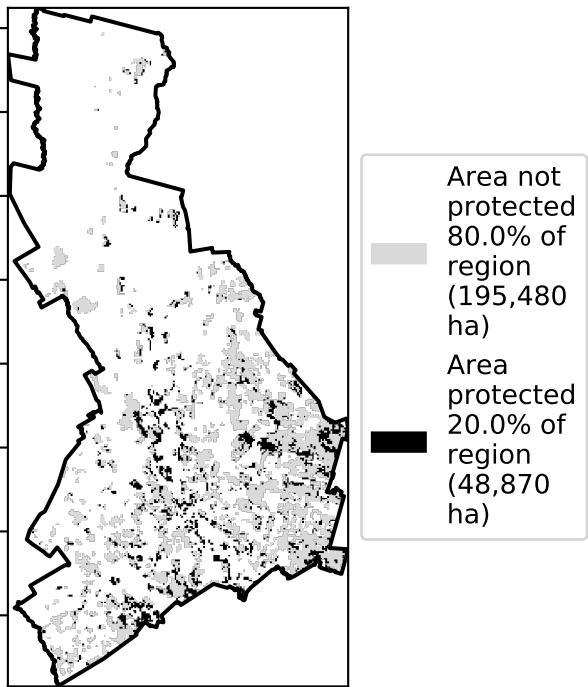 Area not
protected
80.0% of
region
(195,480
ha)
Area
protected
20.0% of
region
(48,870
ha)